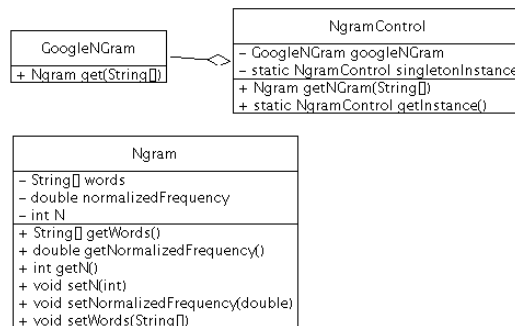 GoogleNGram
+ Ngram get(String[])
NgramControl
- GoogleNGram googleNGram
- static NgramControl singletonInstance
+ Ngram getNGram(String[])
+ static NgramControl getInstance()
Ngram
- String[] words
- double normalizedFrequency
- int N
+ String[] getWords()
+ double getNormalizedFrequency()
+ int getN()
+ void setN(int)
+ void setNormalizedFrequency(double)
+ void setWords(String[])